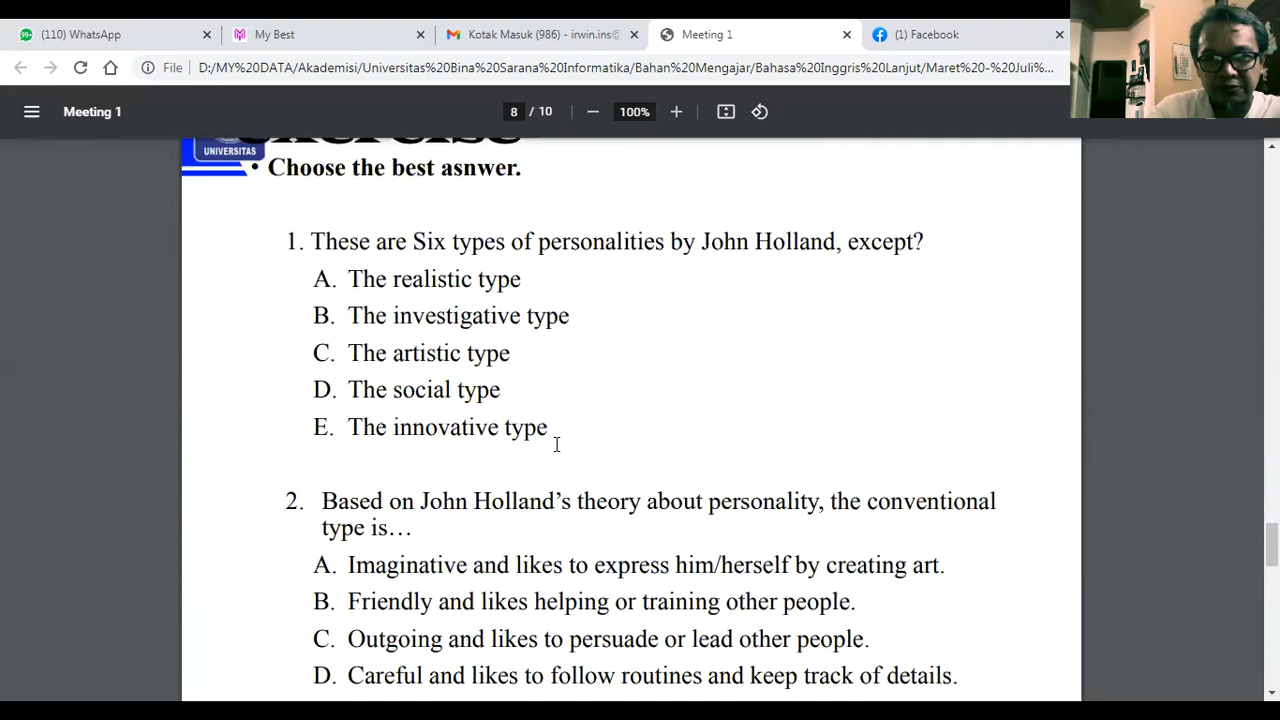 99+ (110) WhatsApp
My Best
Kotak Masuk (986) - irwin.ins@
Meeting 1
(1) Facebook
File D:/MY%20DATA/Akademisi/Universitas%20Bina%20Sarana%20Informatika/Bahan%20Mengajar/Bahasa%20Inggris%20Lanjut/Maret%20-%20Juli%...
Meeting 1
8 / 10
100%
UNIVERSITAS
• Choose the best asnwer.
1. These are Six types of personalities by John Holland, except?
A. The realistic type
B. The investigative type
C. The artistic type
D. The social type
E. The innovative type
2. Based on John Holland’s theory about personality, the conventional
type is…
A. Imaginative and likes to express him/herself by creating art.
B. Friendly and likes helping or training other people.
C. Outgoing and likes to persuade or lead other people.
D. Careful and likes to follow routines and keep track of details.